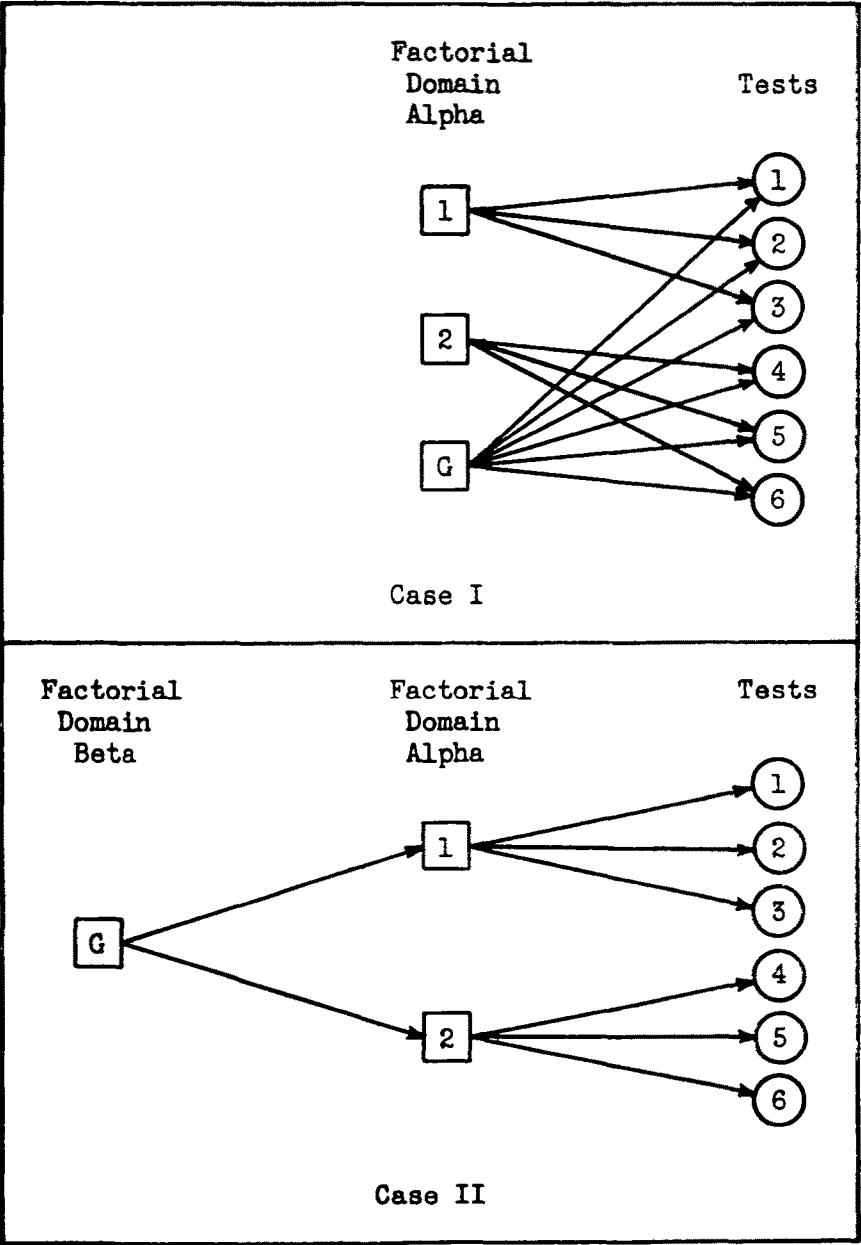 Factorial
Domain
Alpha
Tests
1
2
G
1
2
3
4
5
6
Case I
Factorial
Domain
Beta
Factorial
Domain
Alpha
Tests
G
1
2
1
2
3
4
5
6
Case II